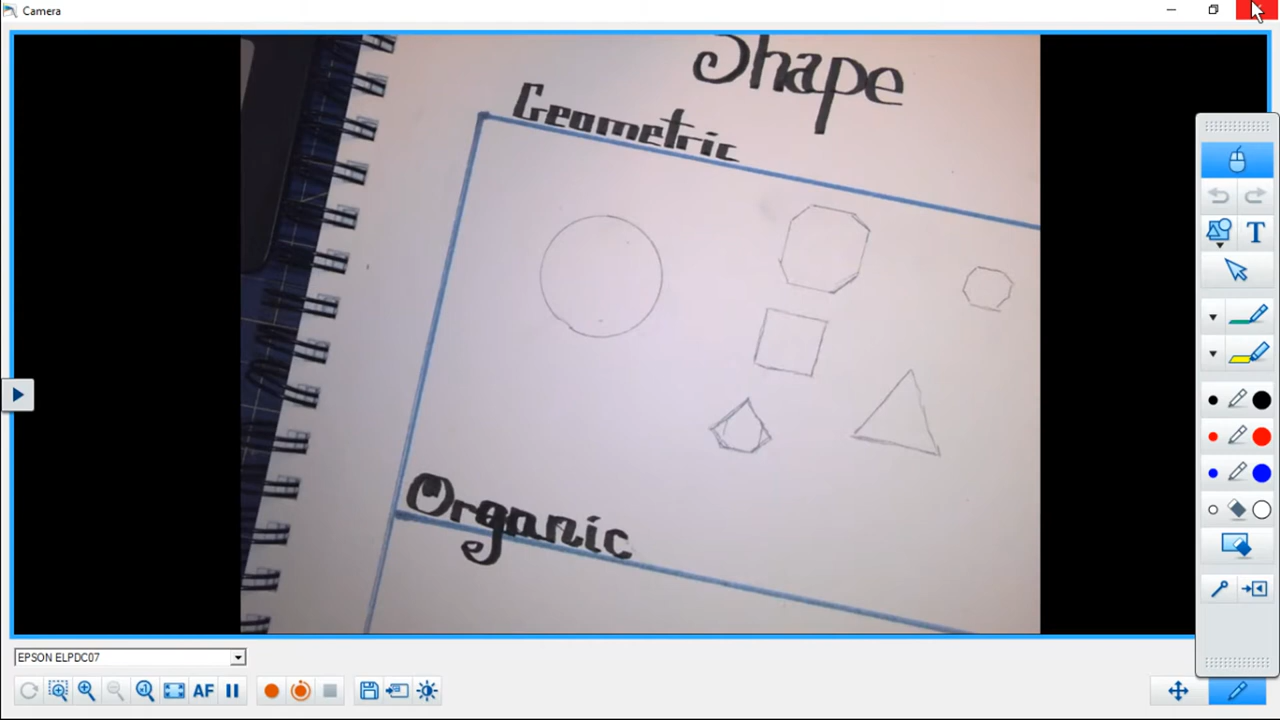 Camera
Shape
Geometric
Organic
T
EPSON ELPDC07
AF